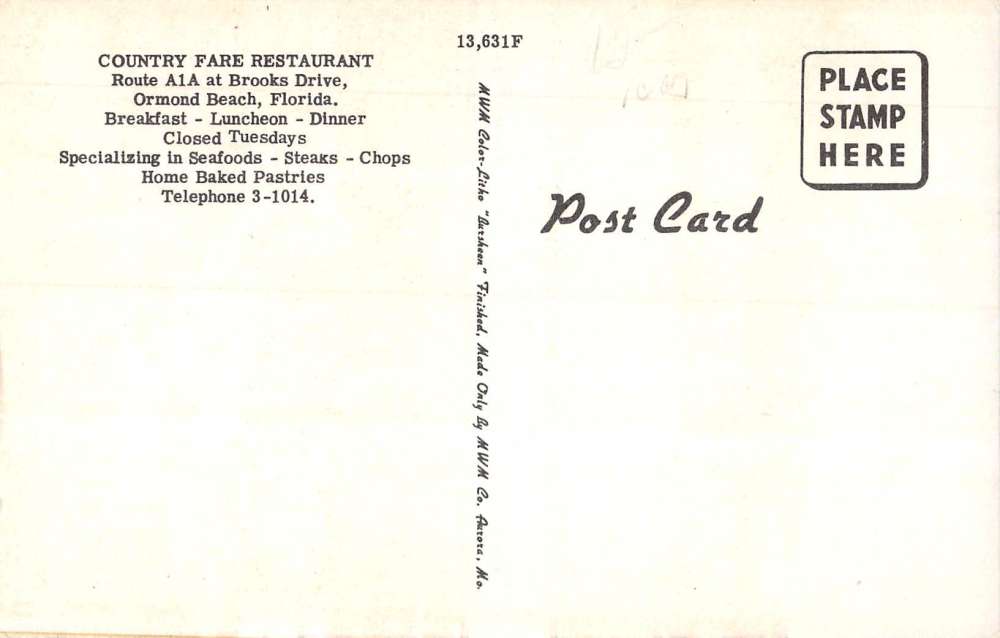 13,631F
COUNTRY FARE RESTAURANT
Route A1A at Brooks Drive,
Ormond Beach, Florida.
Breakfast - Luncheon - Dinner
Closed Tuesdays
Specializing in Seafoods - Steaks - Chops
Home Baked Pastries
Telephone 3-1014.
MWM Color-Litho "Dursheen" Finished, Made Only By MWM Co. Aurora, Mo.
Post Card
PLACE
STAMP
HERE